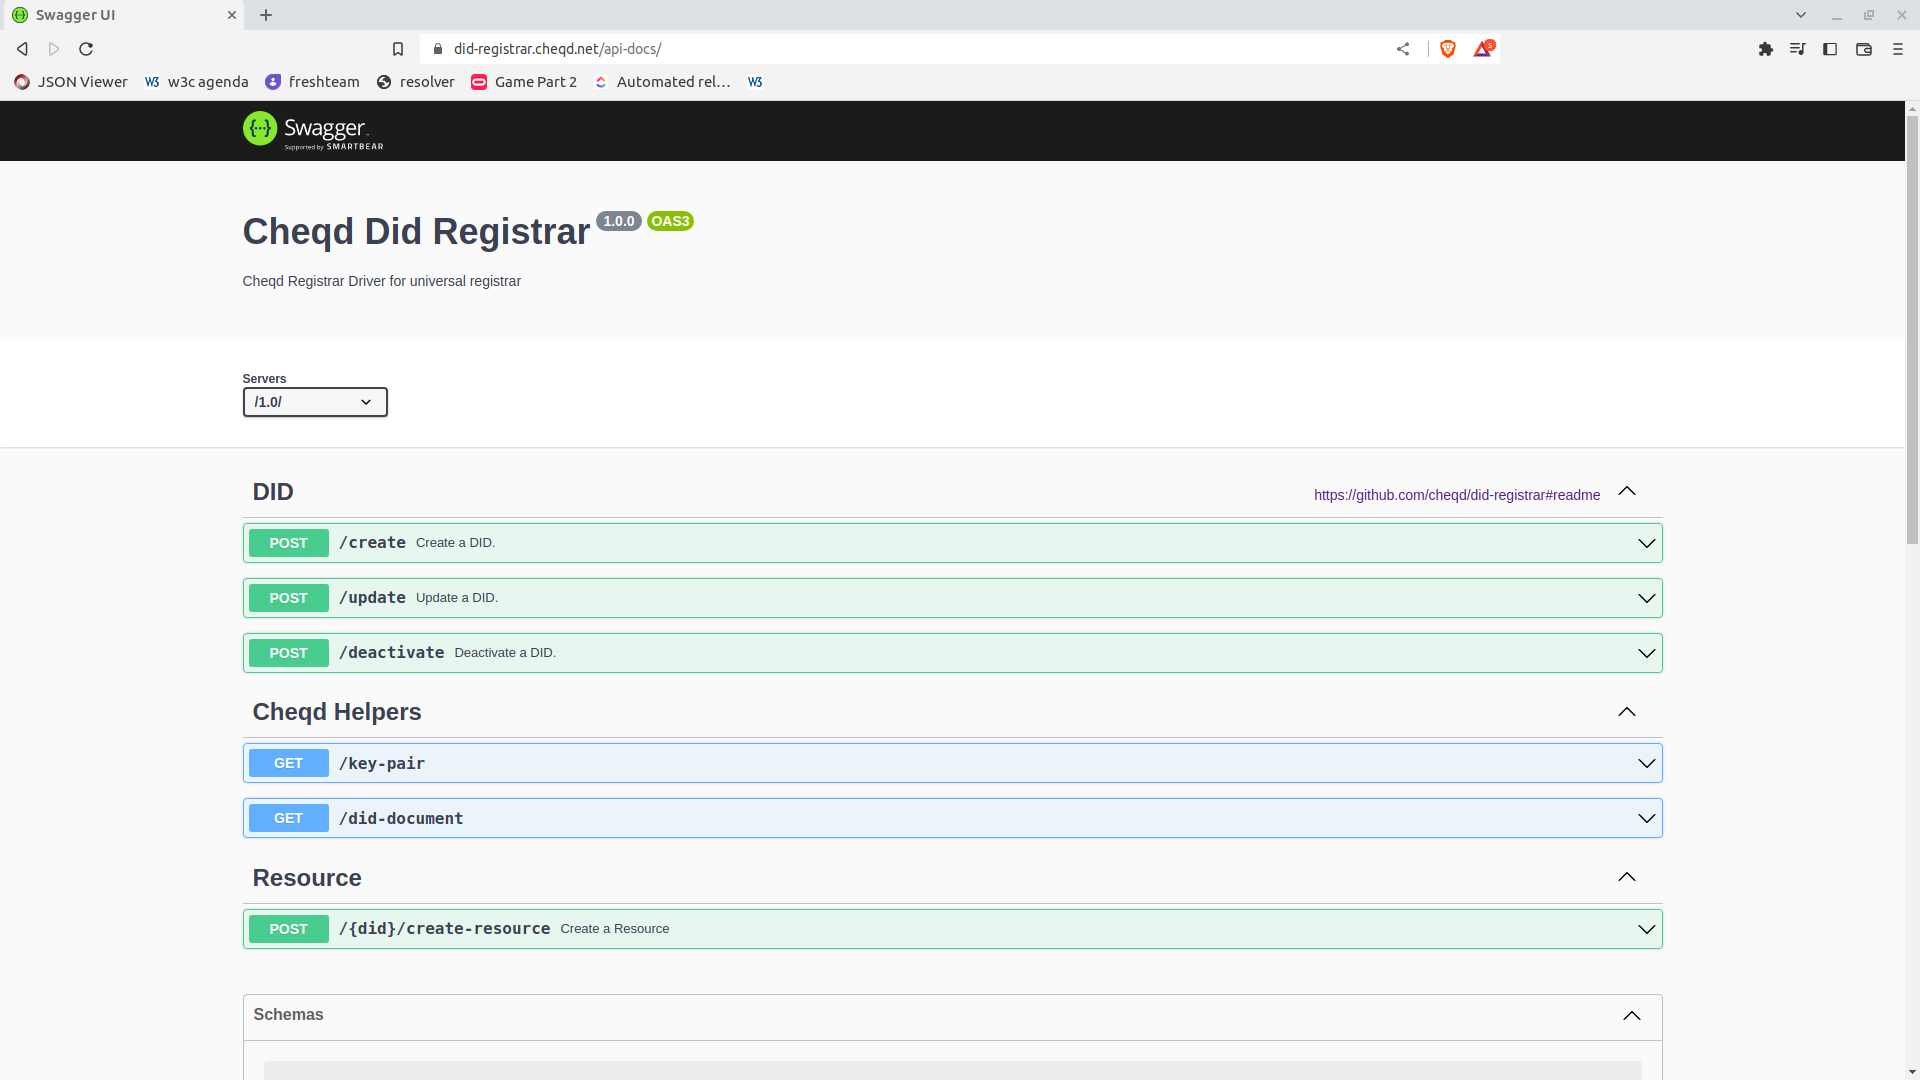 Swagger UI
did-registrar.cheqd.net/api-docs/
5
JSON Viewer W3 w3c agenda freshteam resolver Game Part 2 Automated rel... W3
{···} Swagger
Supported by SMARTBEAR
Cheqd Did Registrar 1.0.0 OAS3
Cheqd Registrar Driver for universal registrar
Servers
/1.0/
DID https://github.com/cheqd/did-registrar#readme
POST /create Create a DID.
POST /update Update a DID.
POST /deactivate Deactivate a DID.
Cheqd Helpers
GET /key-pair
GET /did-document
Resource
POST /{did}/create-resource Create a Resource
Schemas